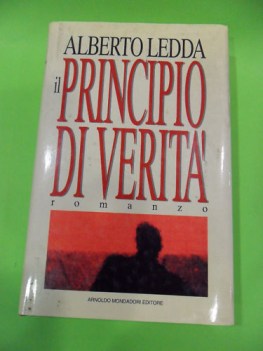 ALBERTO LEDDA
il PRINCIPIO
DI VERITA'
romanzo
ARNOLDO MONDADORI EDITORE